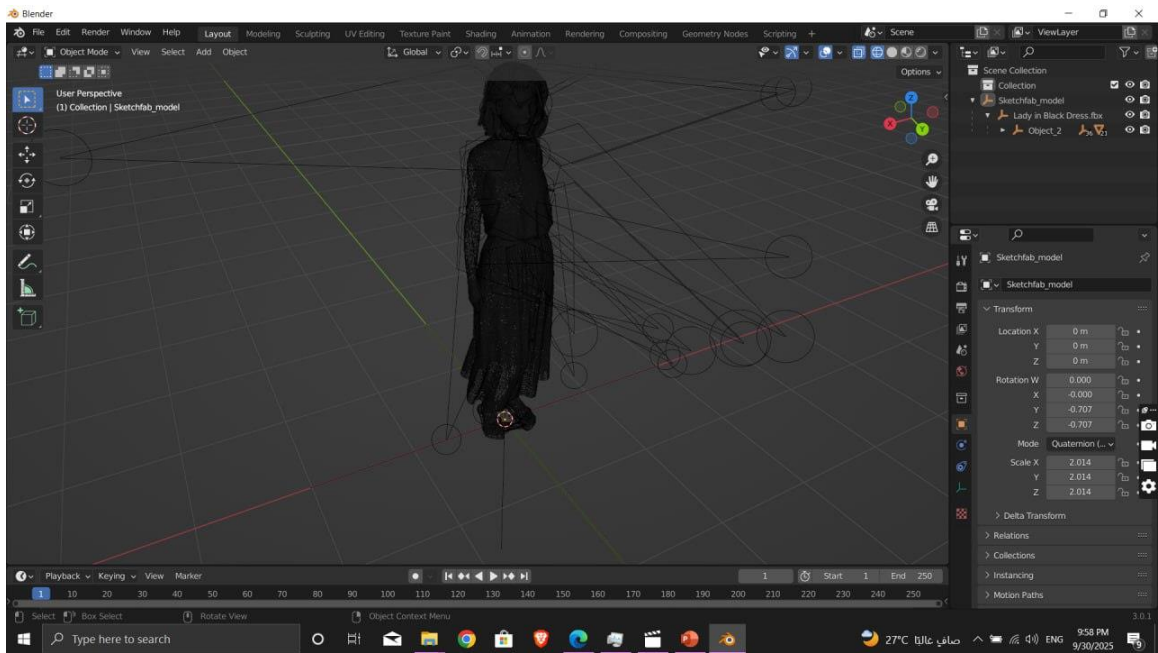 Blender
File Edit Render Window Help Layout Modeling Sculpting UV Editing Texture Paint Shading Animation Rendering Compositing Geometry Nodes Scripting + Scene ViewLayer
Object Mode View Select Add Object Global
Options
User Perspective
(1) Collection | Sketchfab_model
Z
Y
X
Scene Collection
Collection
Sketchfab_model
Lady in Black Dress.fbx
Object_2 36 21
Sketchfab_model
Sketchfab_model
Transform
Location X 0 m
Y 0 m
Z 0 m
Rotation W 0.000
X -0.000
Y -0.707
Z -0.707
Mode Quaternion (...
Scale X 2.014
Y 2.014
Z 2.014
Delta Transform
Relations
Collections
Instancing
Motion Paths
Playback Keying View Marker 1 Start 1 End 250
1 10 20 30 40 50 60 70 80 90 100 110 120 130 140 150 160 170 180 190 200 210 220 230 240 250
Select Box Select Rotate View Object Context Menu 3.0.1
Type here to search 27°C صافي غالبًا ENG 9:58 PM
9/30/2025